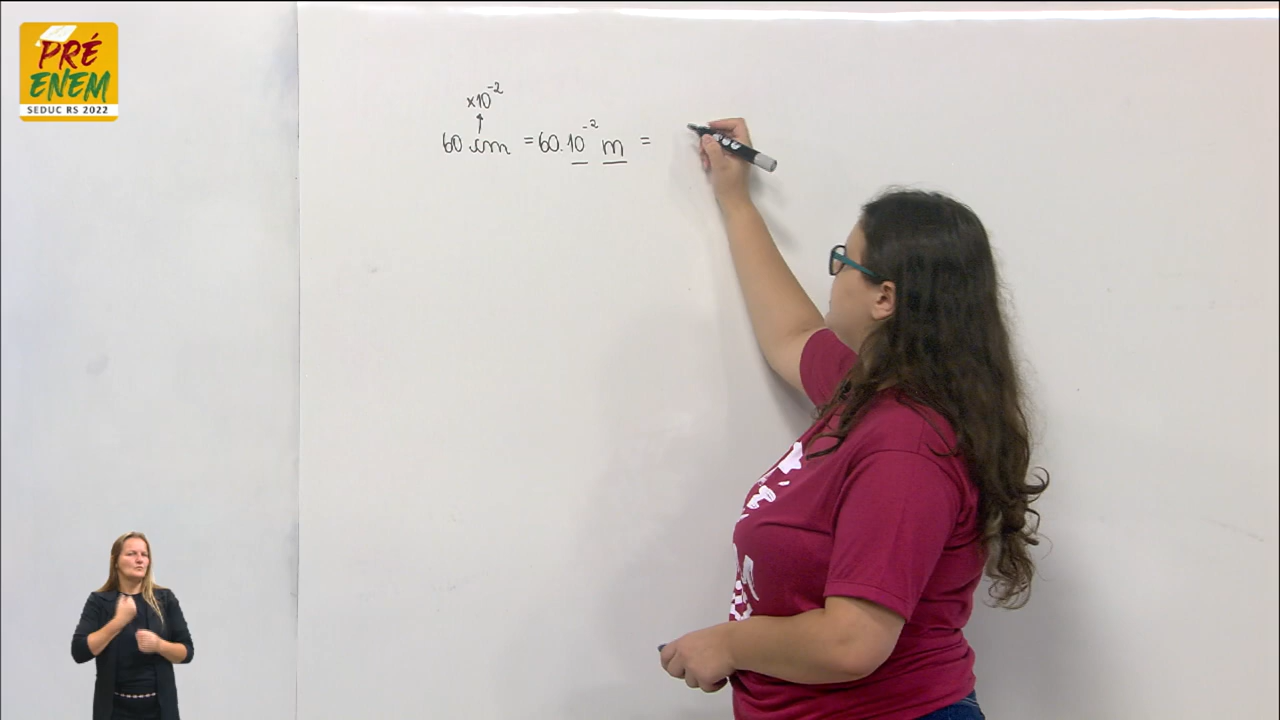 PRÉ
ENEM
SEDUC RS 2022
×10⁻²
60 cm = 60.10⁻² m =